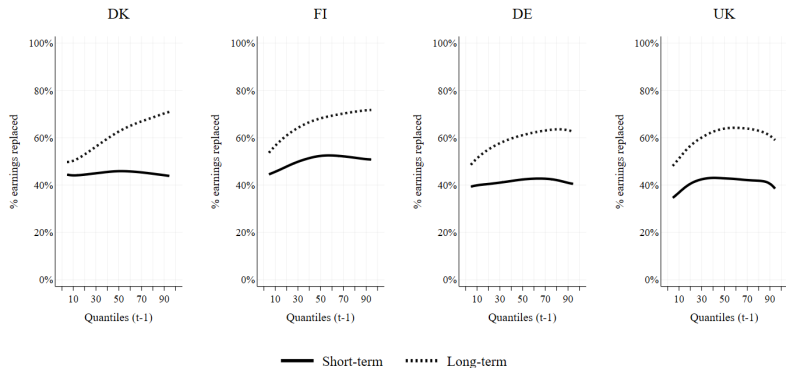 DK
FI
DE
UK
% earnings replaced
100%
80%
60%
40%
20%
0%
10 30 50 70 90
Quantiles (t-1)
% earnings replaced
100%
80%
60%
40%
20%
0%
10 30 50 70 90
Quantiles (t-1)
% earnings replaced
100%
80%
60%
40%
20%
0%
10 30 50 70 90
Quantiles (t-1)
% earnings replaced
100%
80%
60%
40%
20%
0%
10 30 50 70 90
Quantiles (t-1)
Short-term Long-term